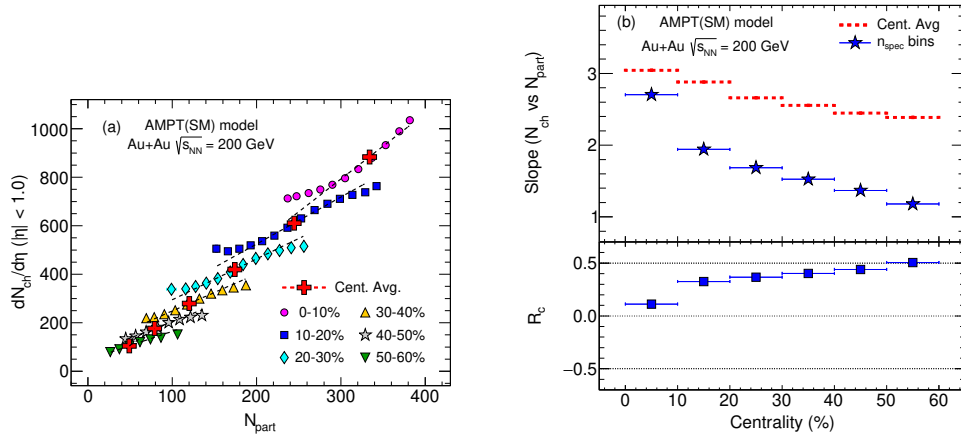 (a)
AMPT(SM) model
Au+Au √sNN = 200 GeV
1000
800
600
400
200
0
dNch/dη (|η| < 1.0)
Cent. Avg.
0-10%
30-40%
10-20%
40-50%
20-30%
50-60%
0
100
200
300
400
Npart
(b)
AMPT(SM) model
Au+Au √sNN = 200 GeV
Cent. Avg
nspec bins
3
2
1
Slope (Nch vs Npart)
0.5
0.0
−0.5
Rc
0
10
20
30
40
50
60
Centrality (%)